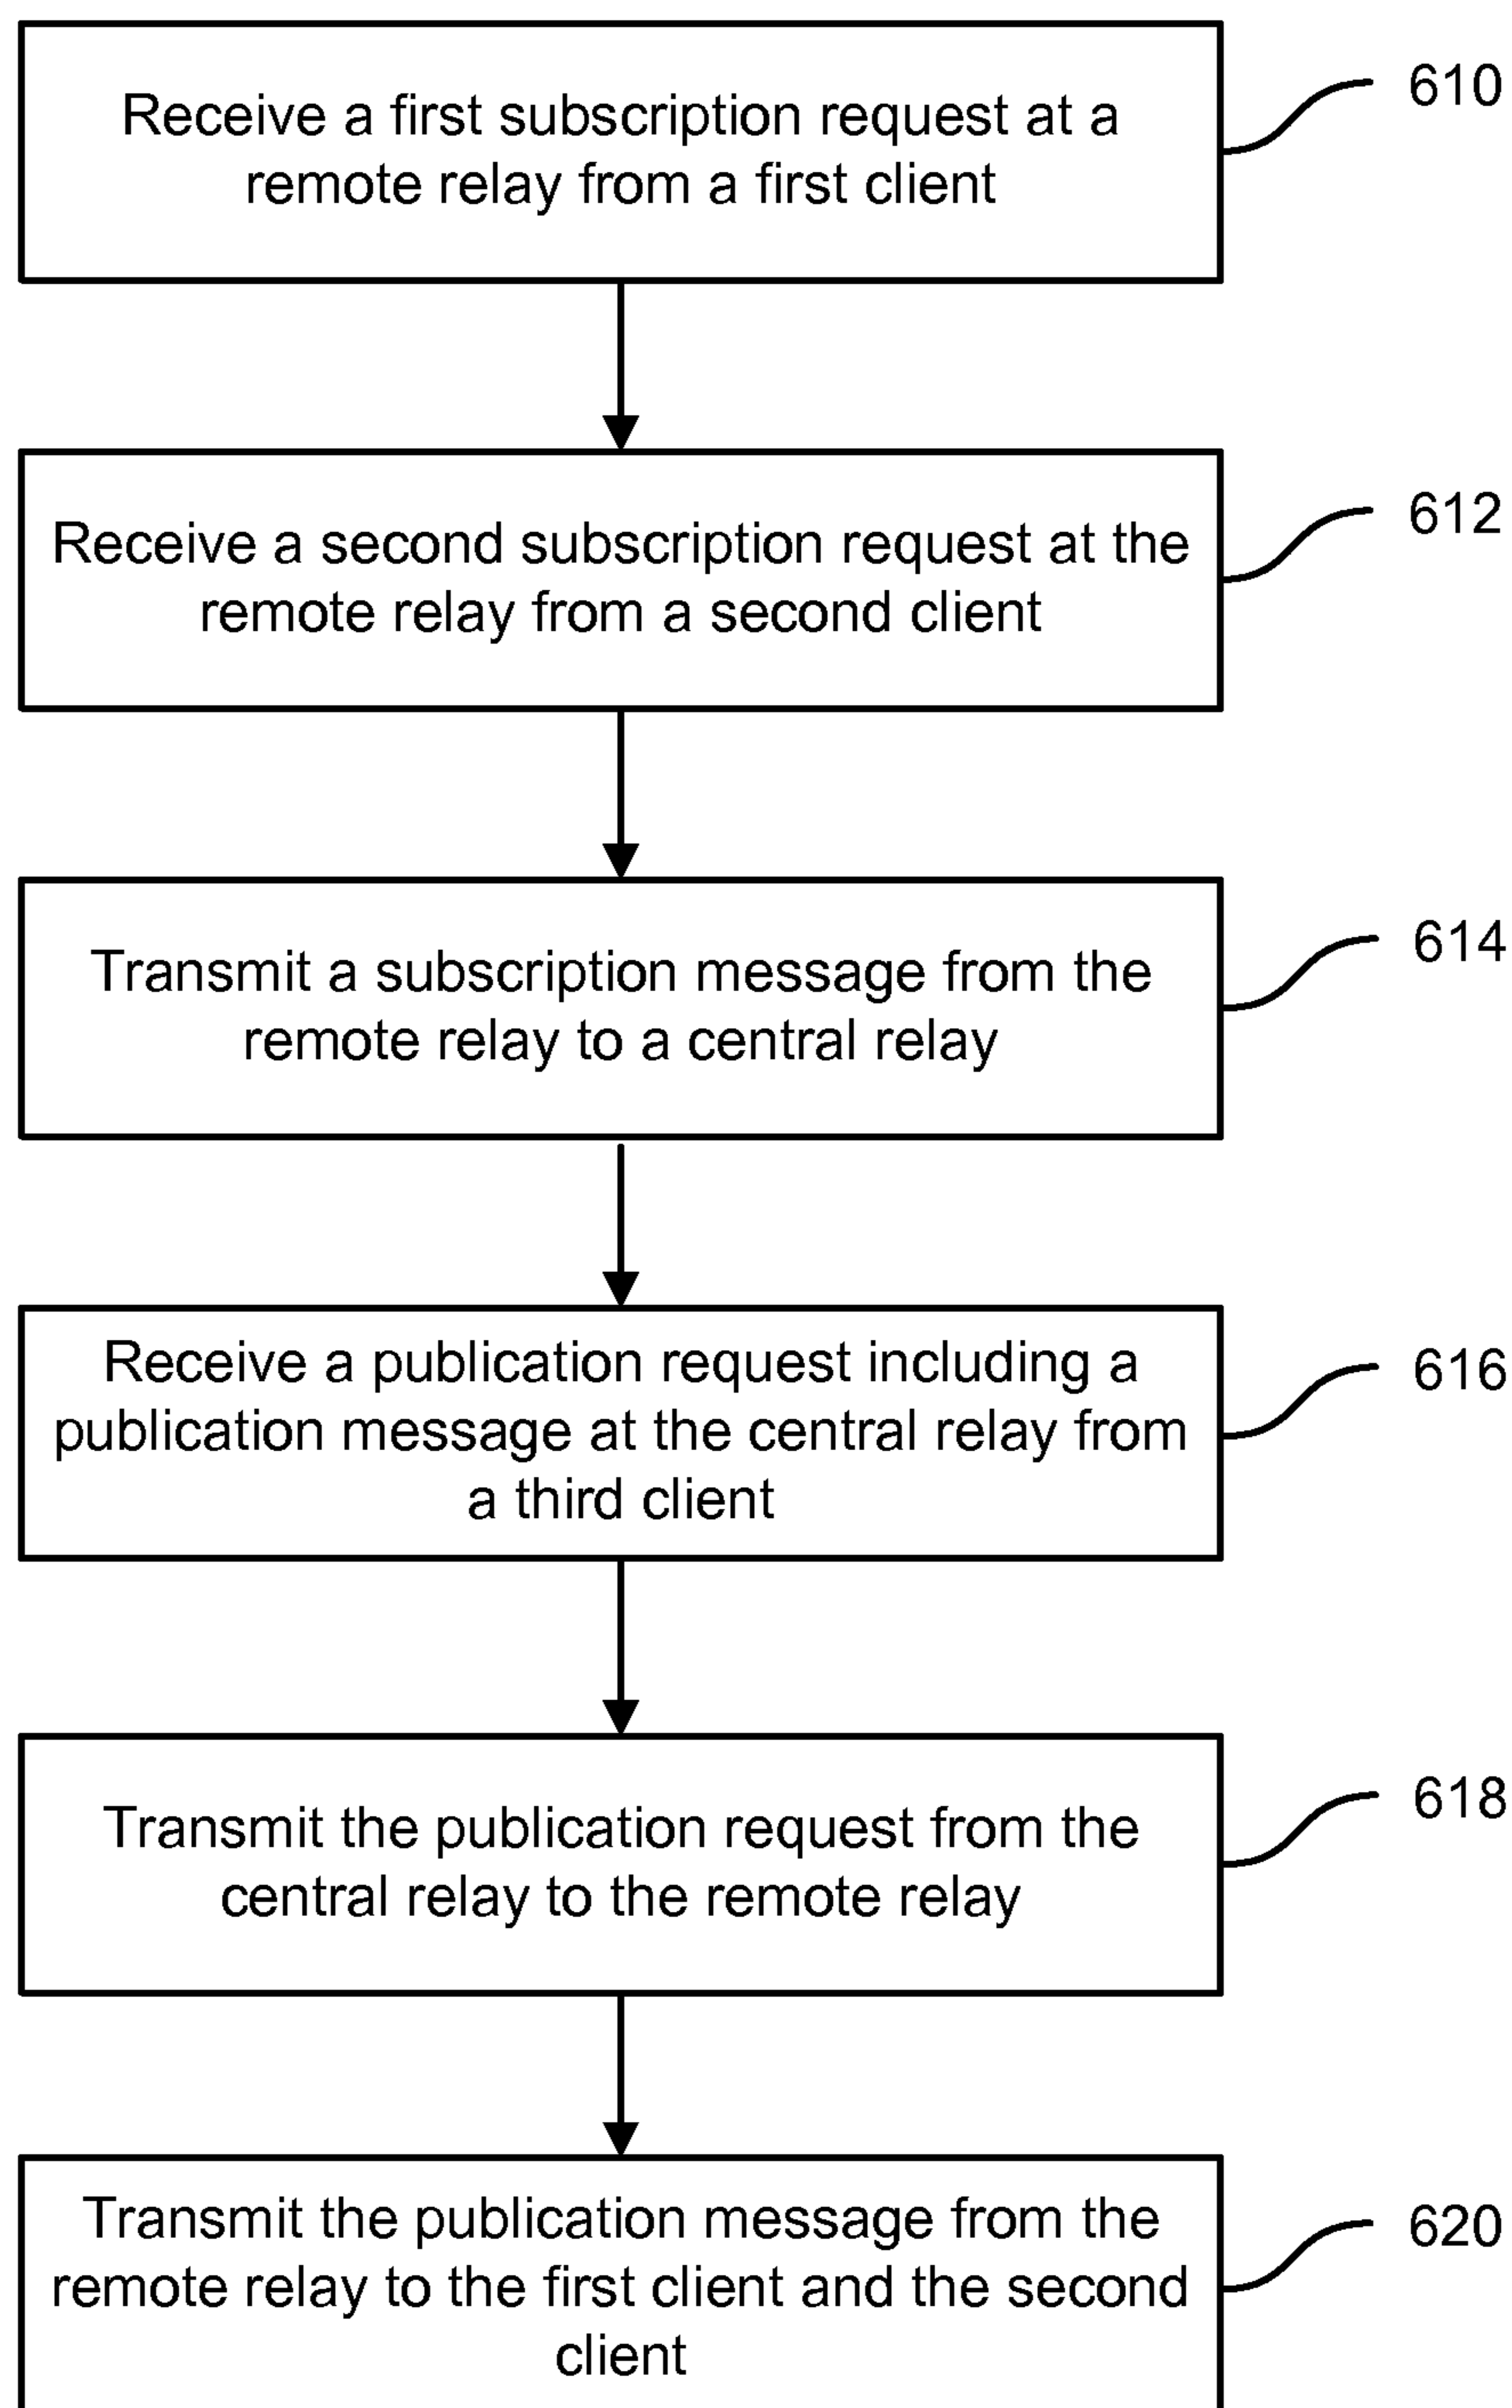 Receive a first subscription request at a
remote relay from a first client
610
Receive a second subscription request at the
remote relay from a second client
612
Transmit a subscription message from the
remote relay to a central relay
614
Receive a publication request including a
publication message at the central relay from
a third client
616
Transmit the publication request from the
central relay to the remote relay
618
Transmit the publication message from the
remote relay to the first client and the second
client
620